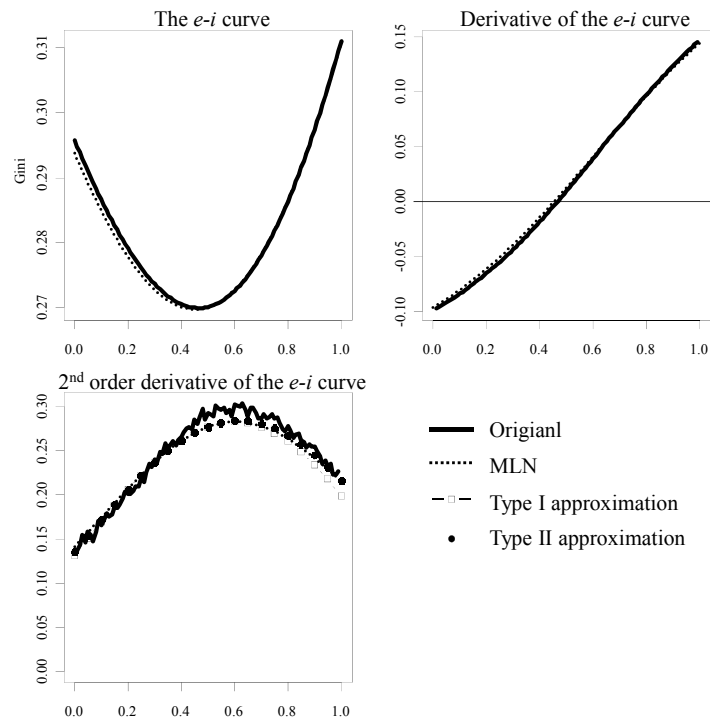 The e-i curve
Gini
0.31
0.30
0.29
0.28
0.27
0.0 0.2 0.4 0.6 0.8 1.0
Derivative of the e-i curve
0.15
0.10
0.05
0.00
-0.05
-0.10
0.0 0.2 0.4 0.6 0.8 1.0
2nd order derivative of the e-i curve
0.30
0.25
0.20
0.15
0.10
0.05
0.00
0.0 0.2 0.4 0.6 0.8 1.0
Origianl
MLN
Type I approximation
Type II approximation